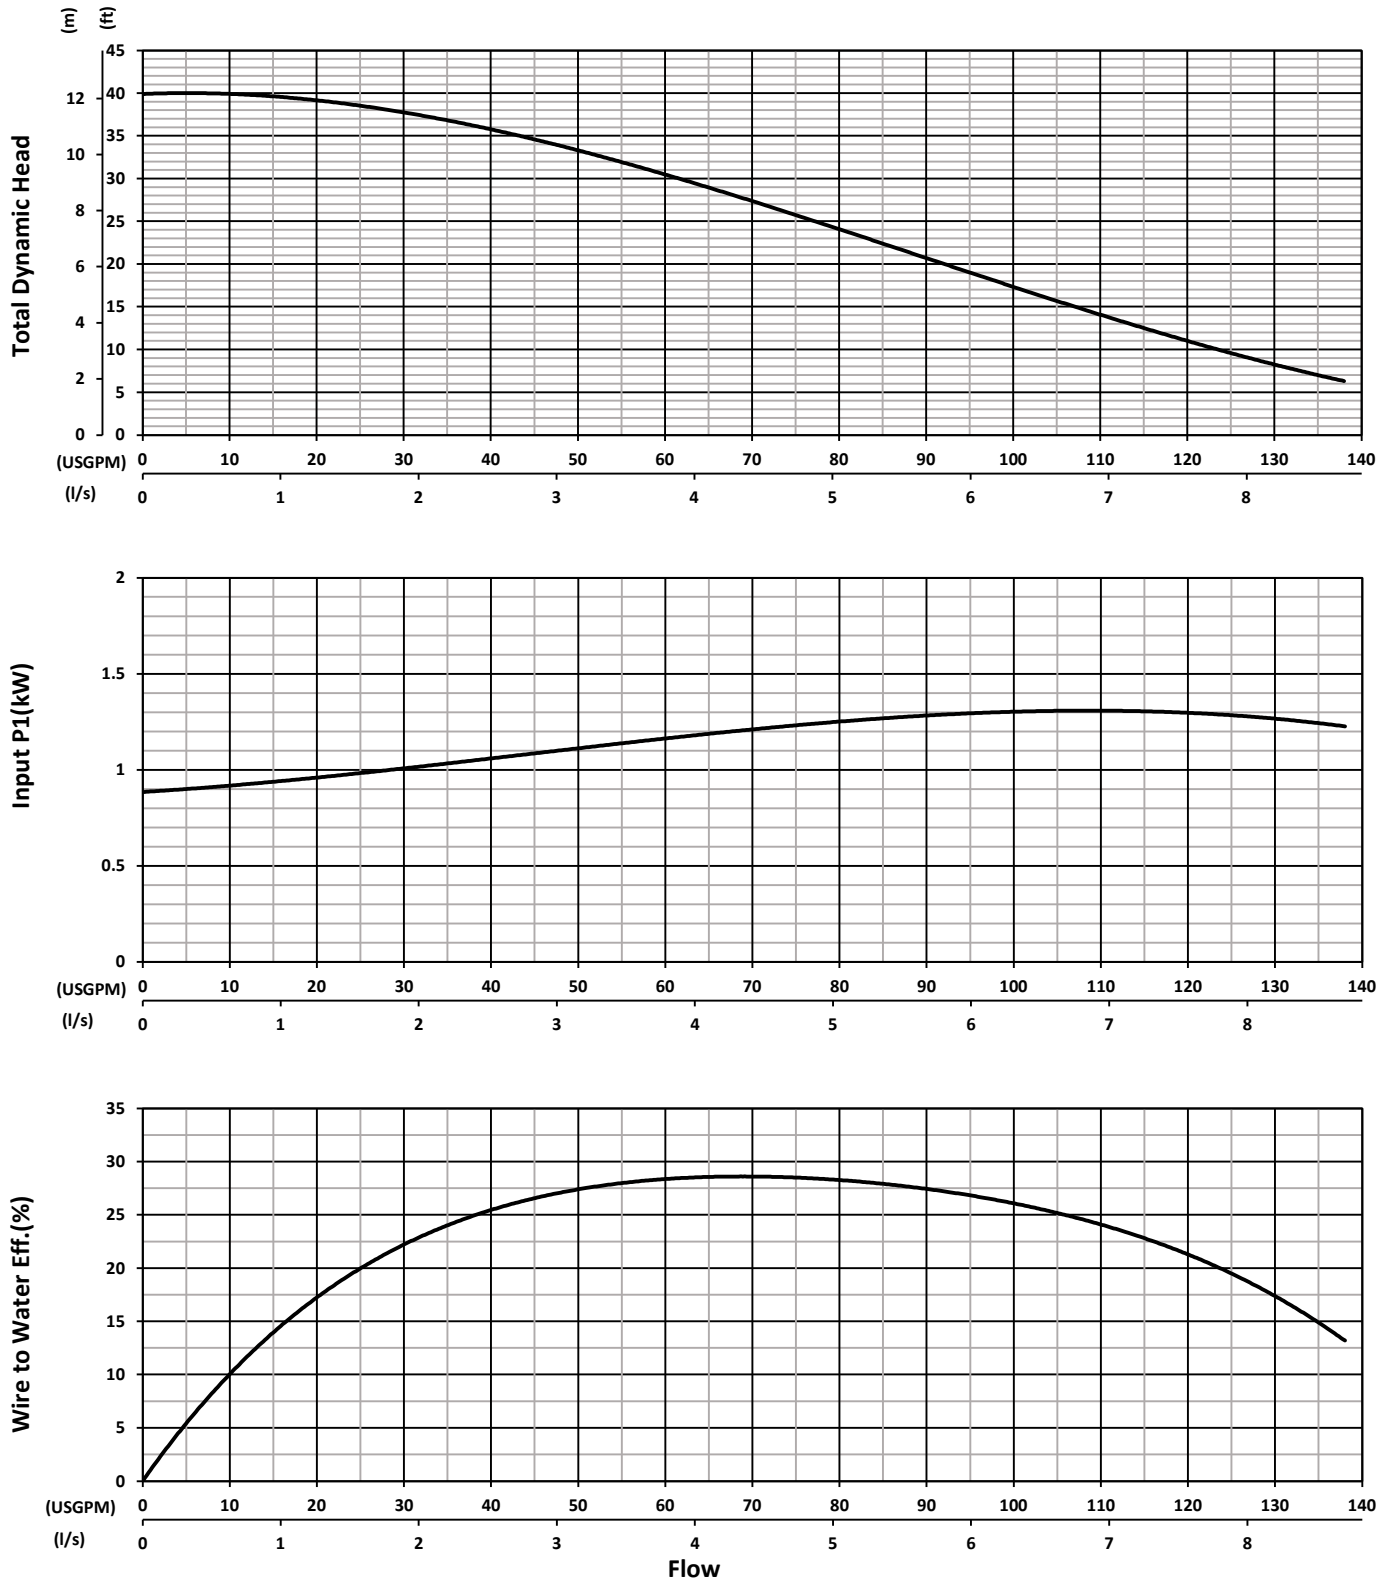 (m) (ft)
Total Dynamic Head
45
12 40
35
10 30
8 25
6 20
15
4 10
2 5
0 0
(USGPM) 0 10 20 30 40 50 60 70 80 90 100 110 120 130 140
(l/s) 0 1 2 3 4 5 6 7 8
Input P1(kW)
2
1.5
1
0.5
0
(USGPM) 0 10 20 30 40 50 60 70 80 90 100 110 120 130 140
(l/s) 0 1 2 3 4 5 6 7 8
Wire to Water Eff.(%)
35
30
25
20
15
10
5
0
(USGPM) 0 10 20 30 40 50 60 70 80 90 100 110 120 130 140
(l/s) 0 1 2 3 4 5 6 7 8
Flow